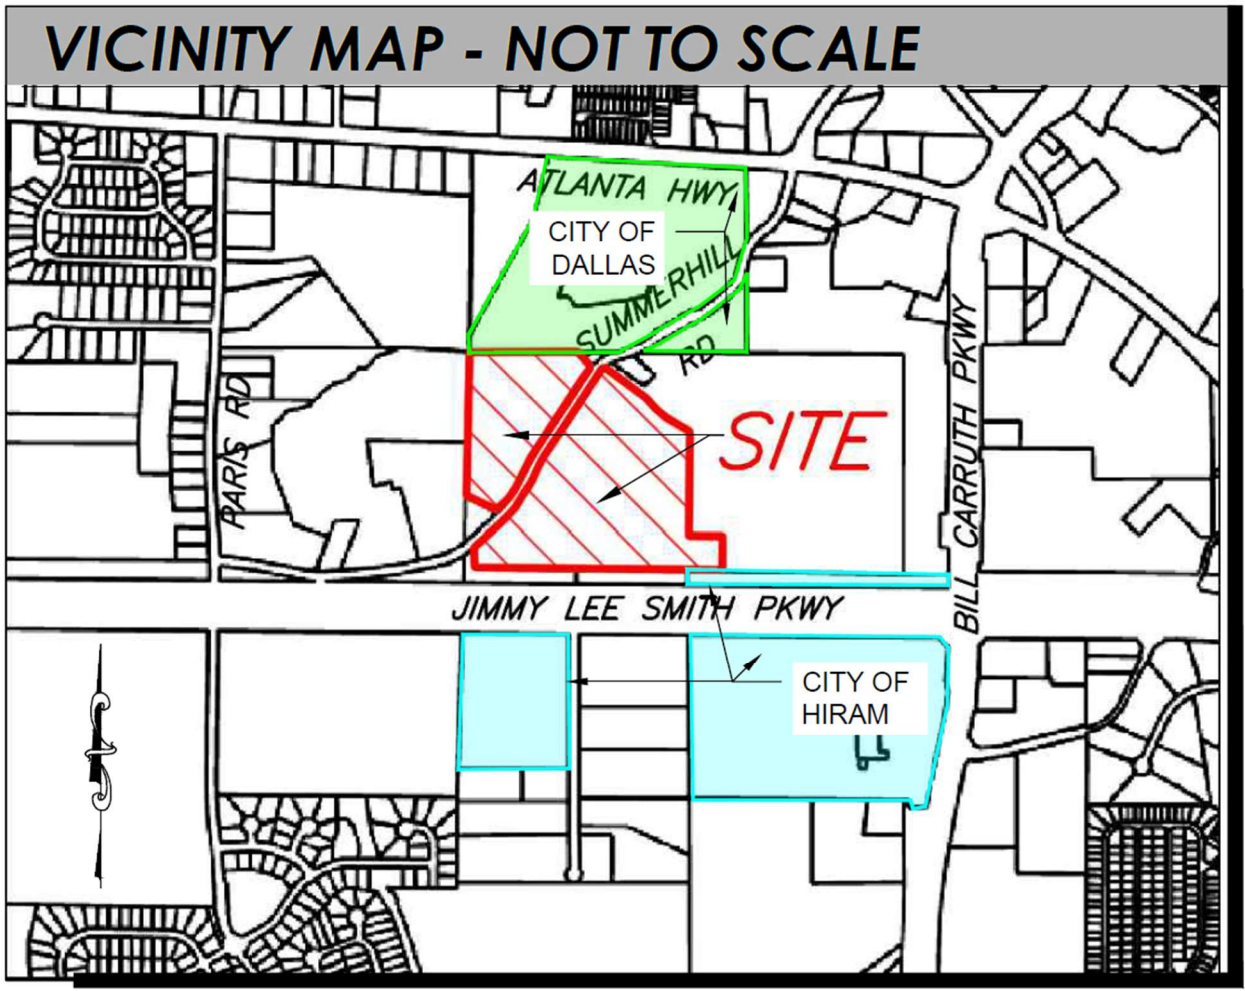 VICINITY MAP - NOT TO SCALE
ATLANTA HWY
CITY OF
DALLAS
SUMMERHILL
RD
PARIS RD
SITE
BILL CARRUTH PKWY
JIMMY LEE SMITH PKWY
CITY OF
HIRAM